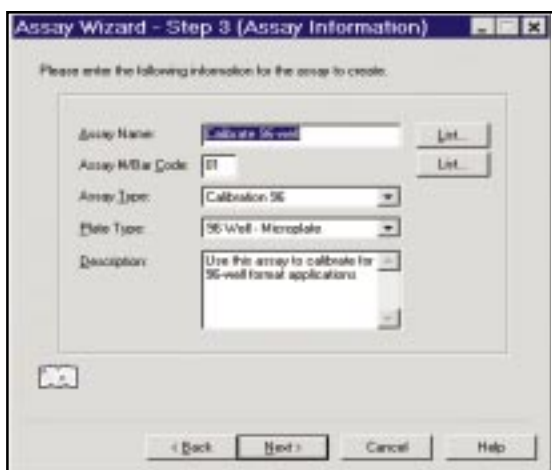 Assay Wizard - Step 3 (Assay Information)
Please enter the following information for the assay to create.
Assay Name: Calibrate 96-well List...
Assay #/Bar Code: 01 List...
Assay Type: Calibration 96
Plate Type: 96 Well - Microplate
Description: Use this assay to calibrate for
96-well format applications
< Back Next > Cancel Help